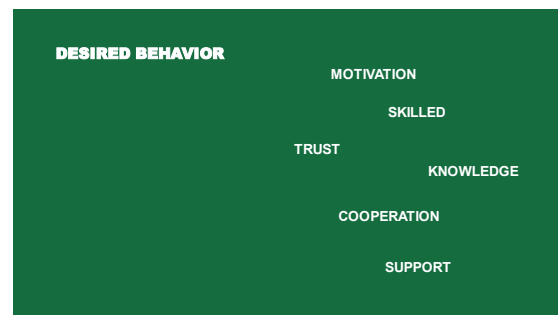 DESIRED BEHAVIOR
MOTIVATION
SKILLED
TRUST
KNOWLEDGE
COOPERATION
SUPPORT